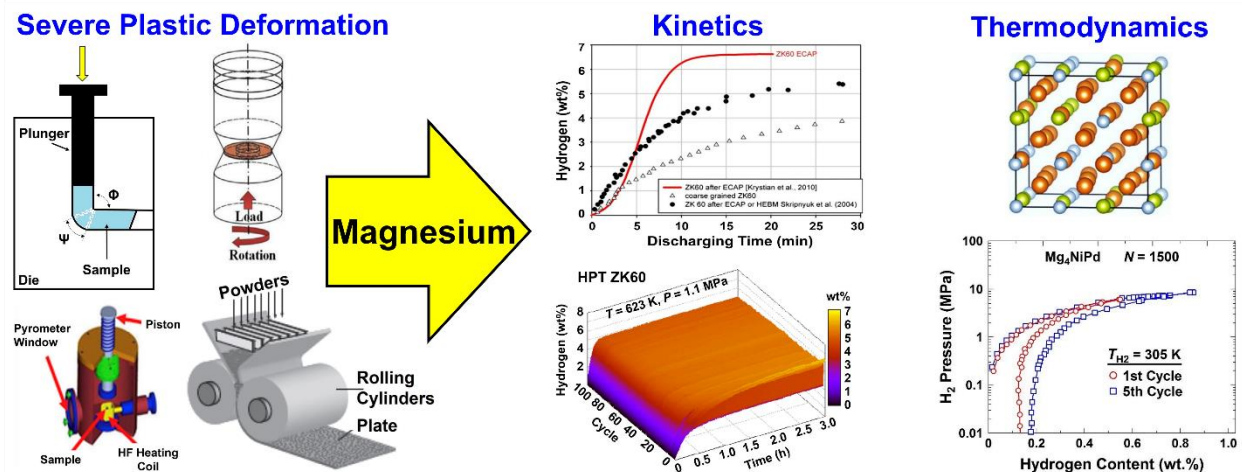 Severe Plastic Deformation
Plunger
Φ
Ψ
Sample
Die
Load
Rotation
Pyrometer
Window
Piston
Sample
HF Heating
Coil
Powders
Rolling
Cylinders
Plate
Magnesium
Kinetics
Hydrogen (wt%)
7
6
5
4
3
2
1
0
ZK60 ECAP
ZK60 after ECAP [Krystian et al., 2010]
coarse grained ZK60
ZK 60 after ECAP or HEBM Skripnyuk et al. (2004)
0 5 10 15 20 25 30
Discharging Time (min)
HPT ZK60
T = 623 K, P = 1.1 MPa
Hydrogen (wt%)
8
6
4
2
100
80
60
40
20
0
Cycle
0 0.5 1.0 1.5 2.0 2.5 3.0
Time (h)
wt%
7
6
5
4
3
2
1
0
Thermodynamics
Mg₄NiPd N = 1500
H₂ Pressure (MPa)
100
10
1
0.1
0.01
T_H2 = 305 K
1st Cycle
5th Cycle
0 0.2 0.4 0.6 0.8 1.0
Hydrogen Content (wt.%)